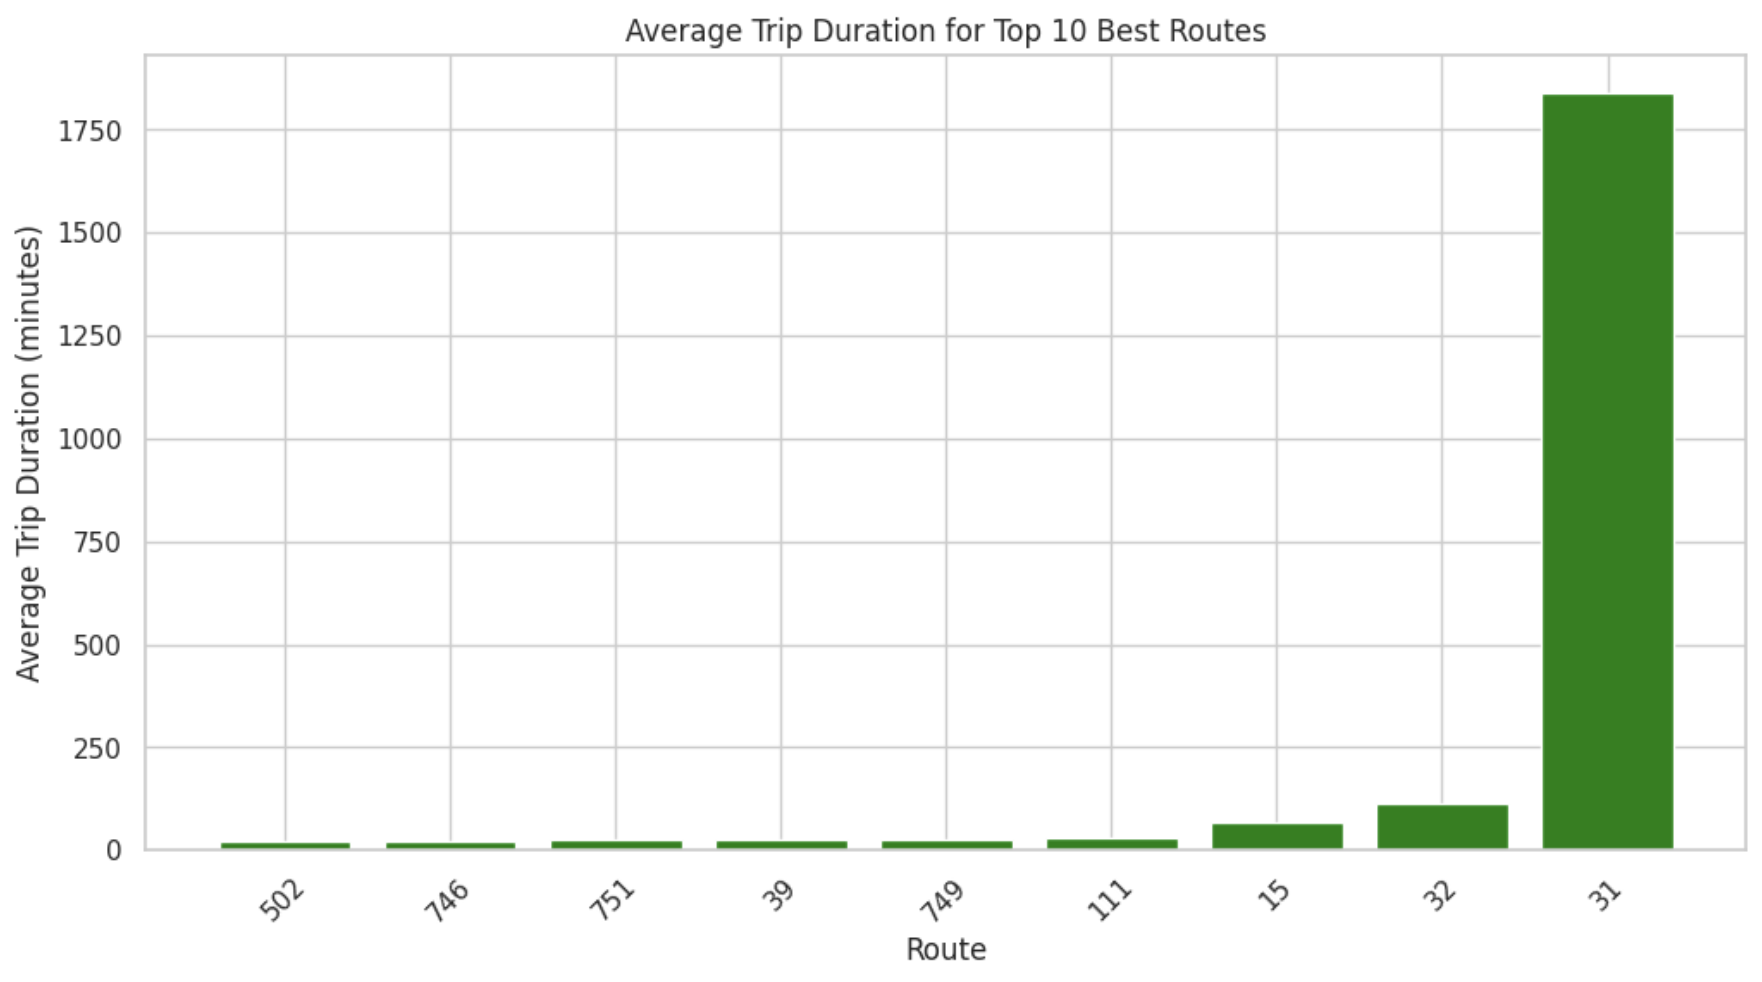 Average Trip Duration for Top 10 Best Routes
Average Trip Duration (minutes)
1750
1500
1250
1000
750
500
250
0
502 746 751 39 749 111 15 32 31
Route